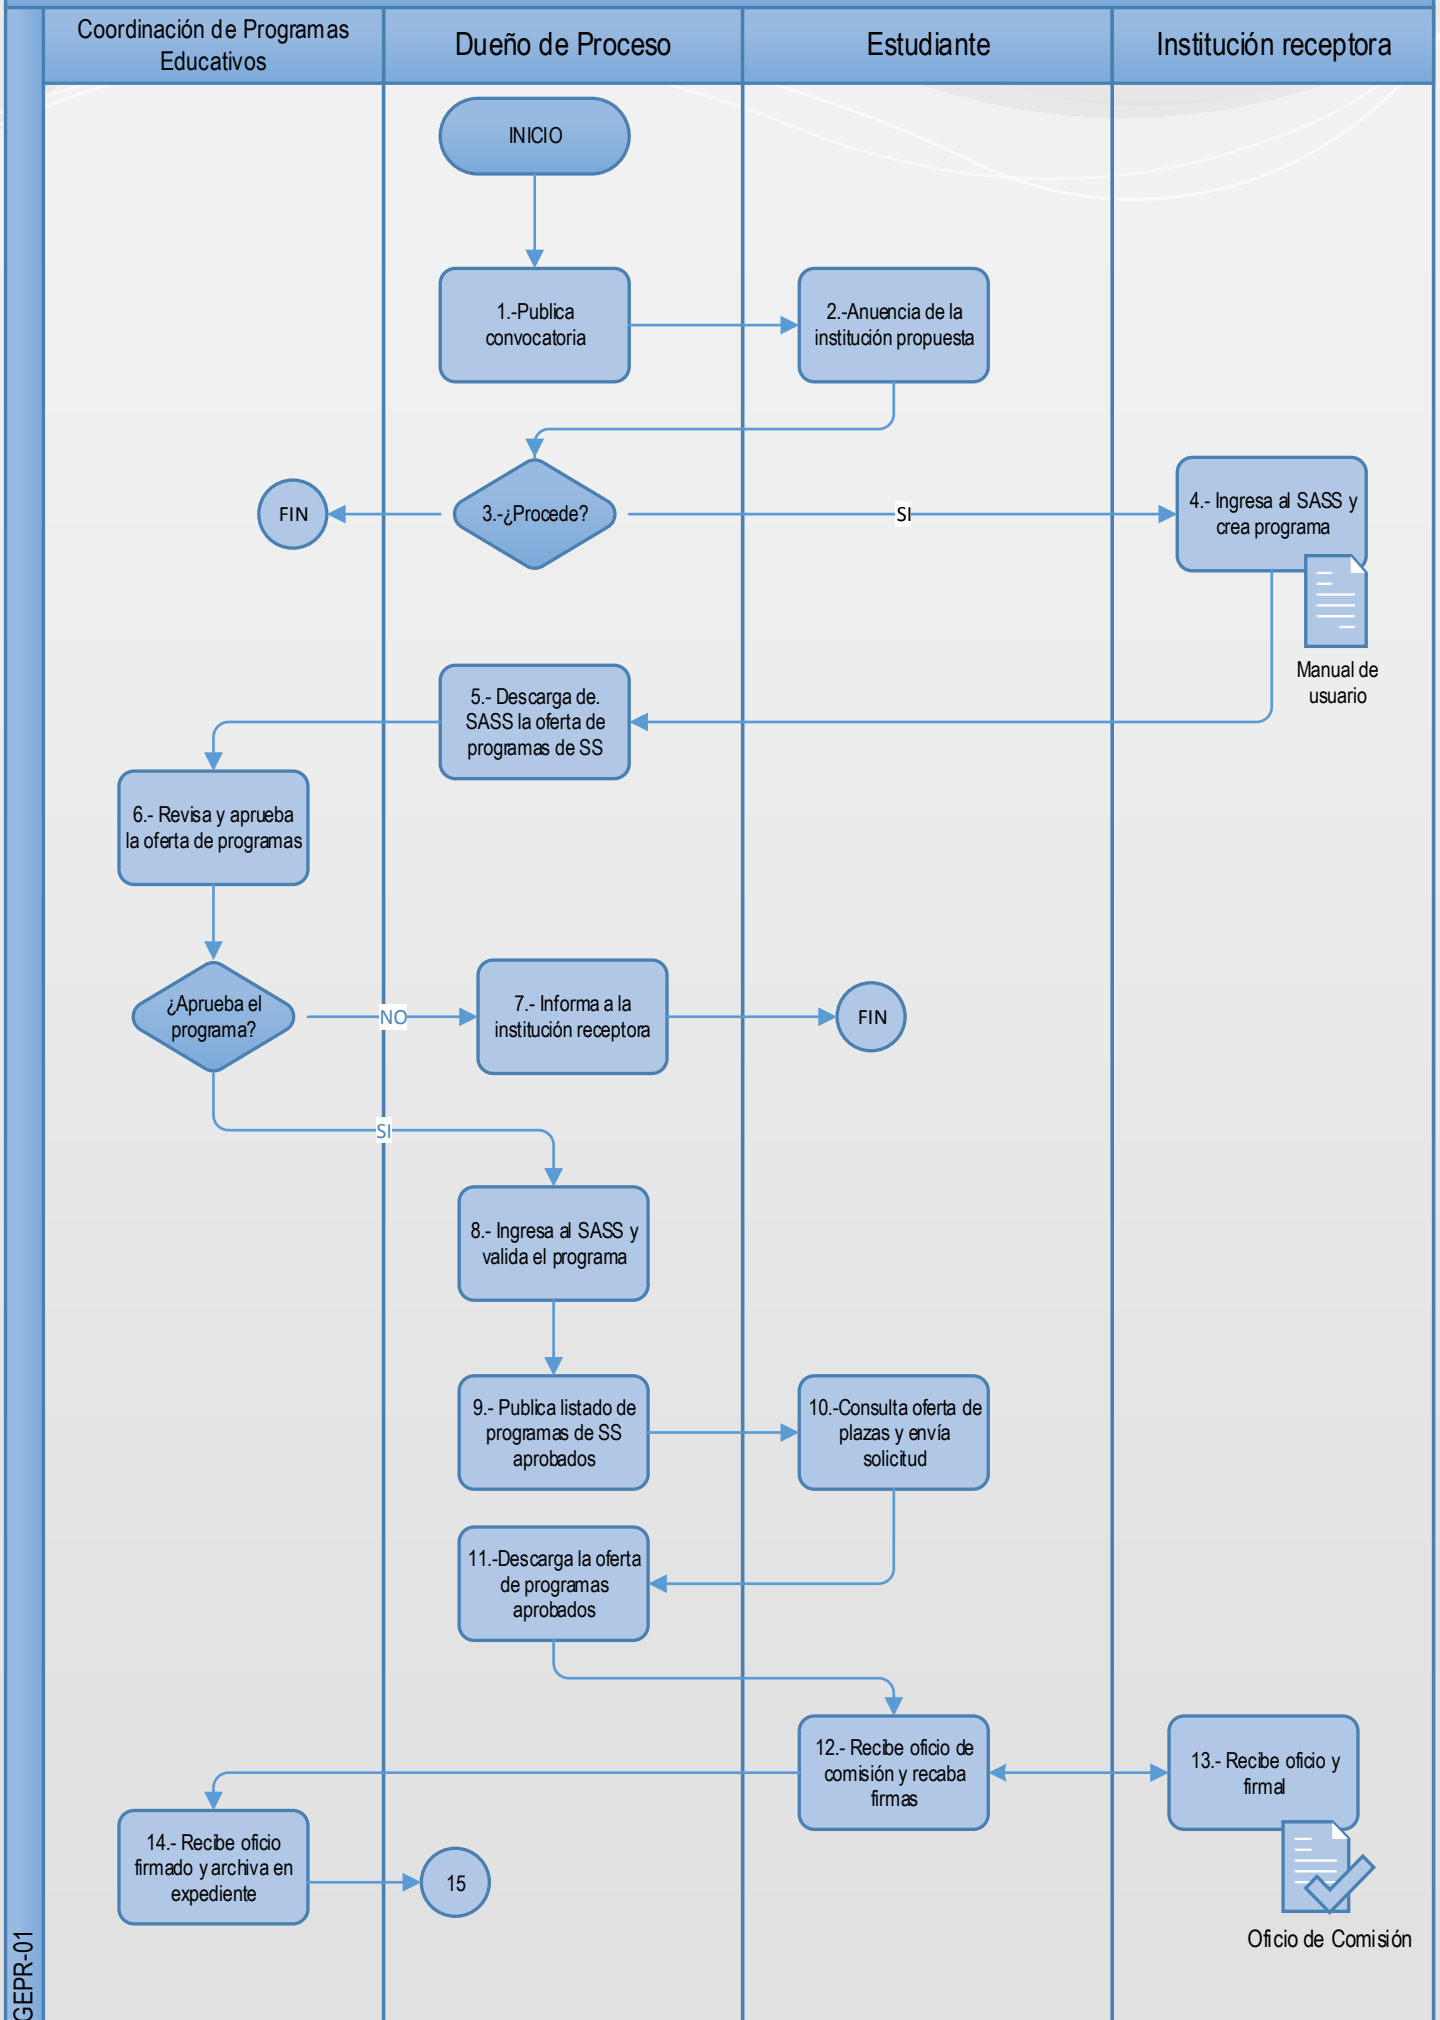 Coordinación de Programas
Educativos
Dueño de Proceso
Estudiante
Institución receptora
INICIO
1.-Publica
convocatoria
2.-Anuencia de la
institución propuesta
FIN
3.-¿Procede?
SI
4.- Ingresa al SASS y
crea programa
Manual de
usuario
5.- Descarga de.
SASS la oferta de
programas de SS
6.- Revisa y aprueba
la oferta de programas
¿Aprueba el
programa?
NO
7.- Informa a la
institución receptora
FIN
SI
8.- Ingresa al SASS y
valida el programa
9.- Publica listado de
programas de SS
aprobados
10.-Consulta oferta de
plazas y envía
solicitud
11.-Descarga la oferta
de programas
aprobados
12.- Recibe oficio de
comisión y recaba
firmas
13.- Recibe oficio y
firmal
14.- Recibe oficio
firmado y archiva en
expediente
15
Oficio de Comisión
GEPR-01